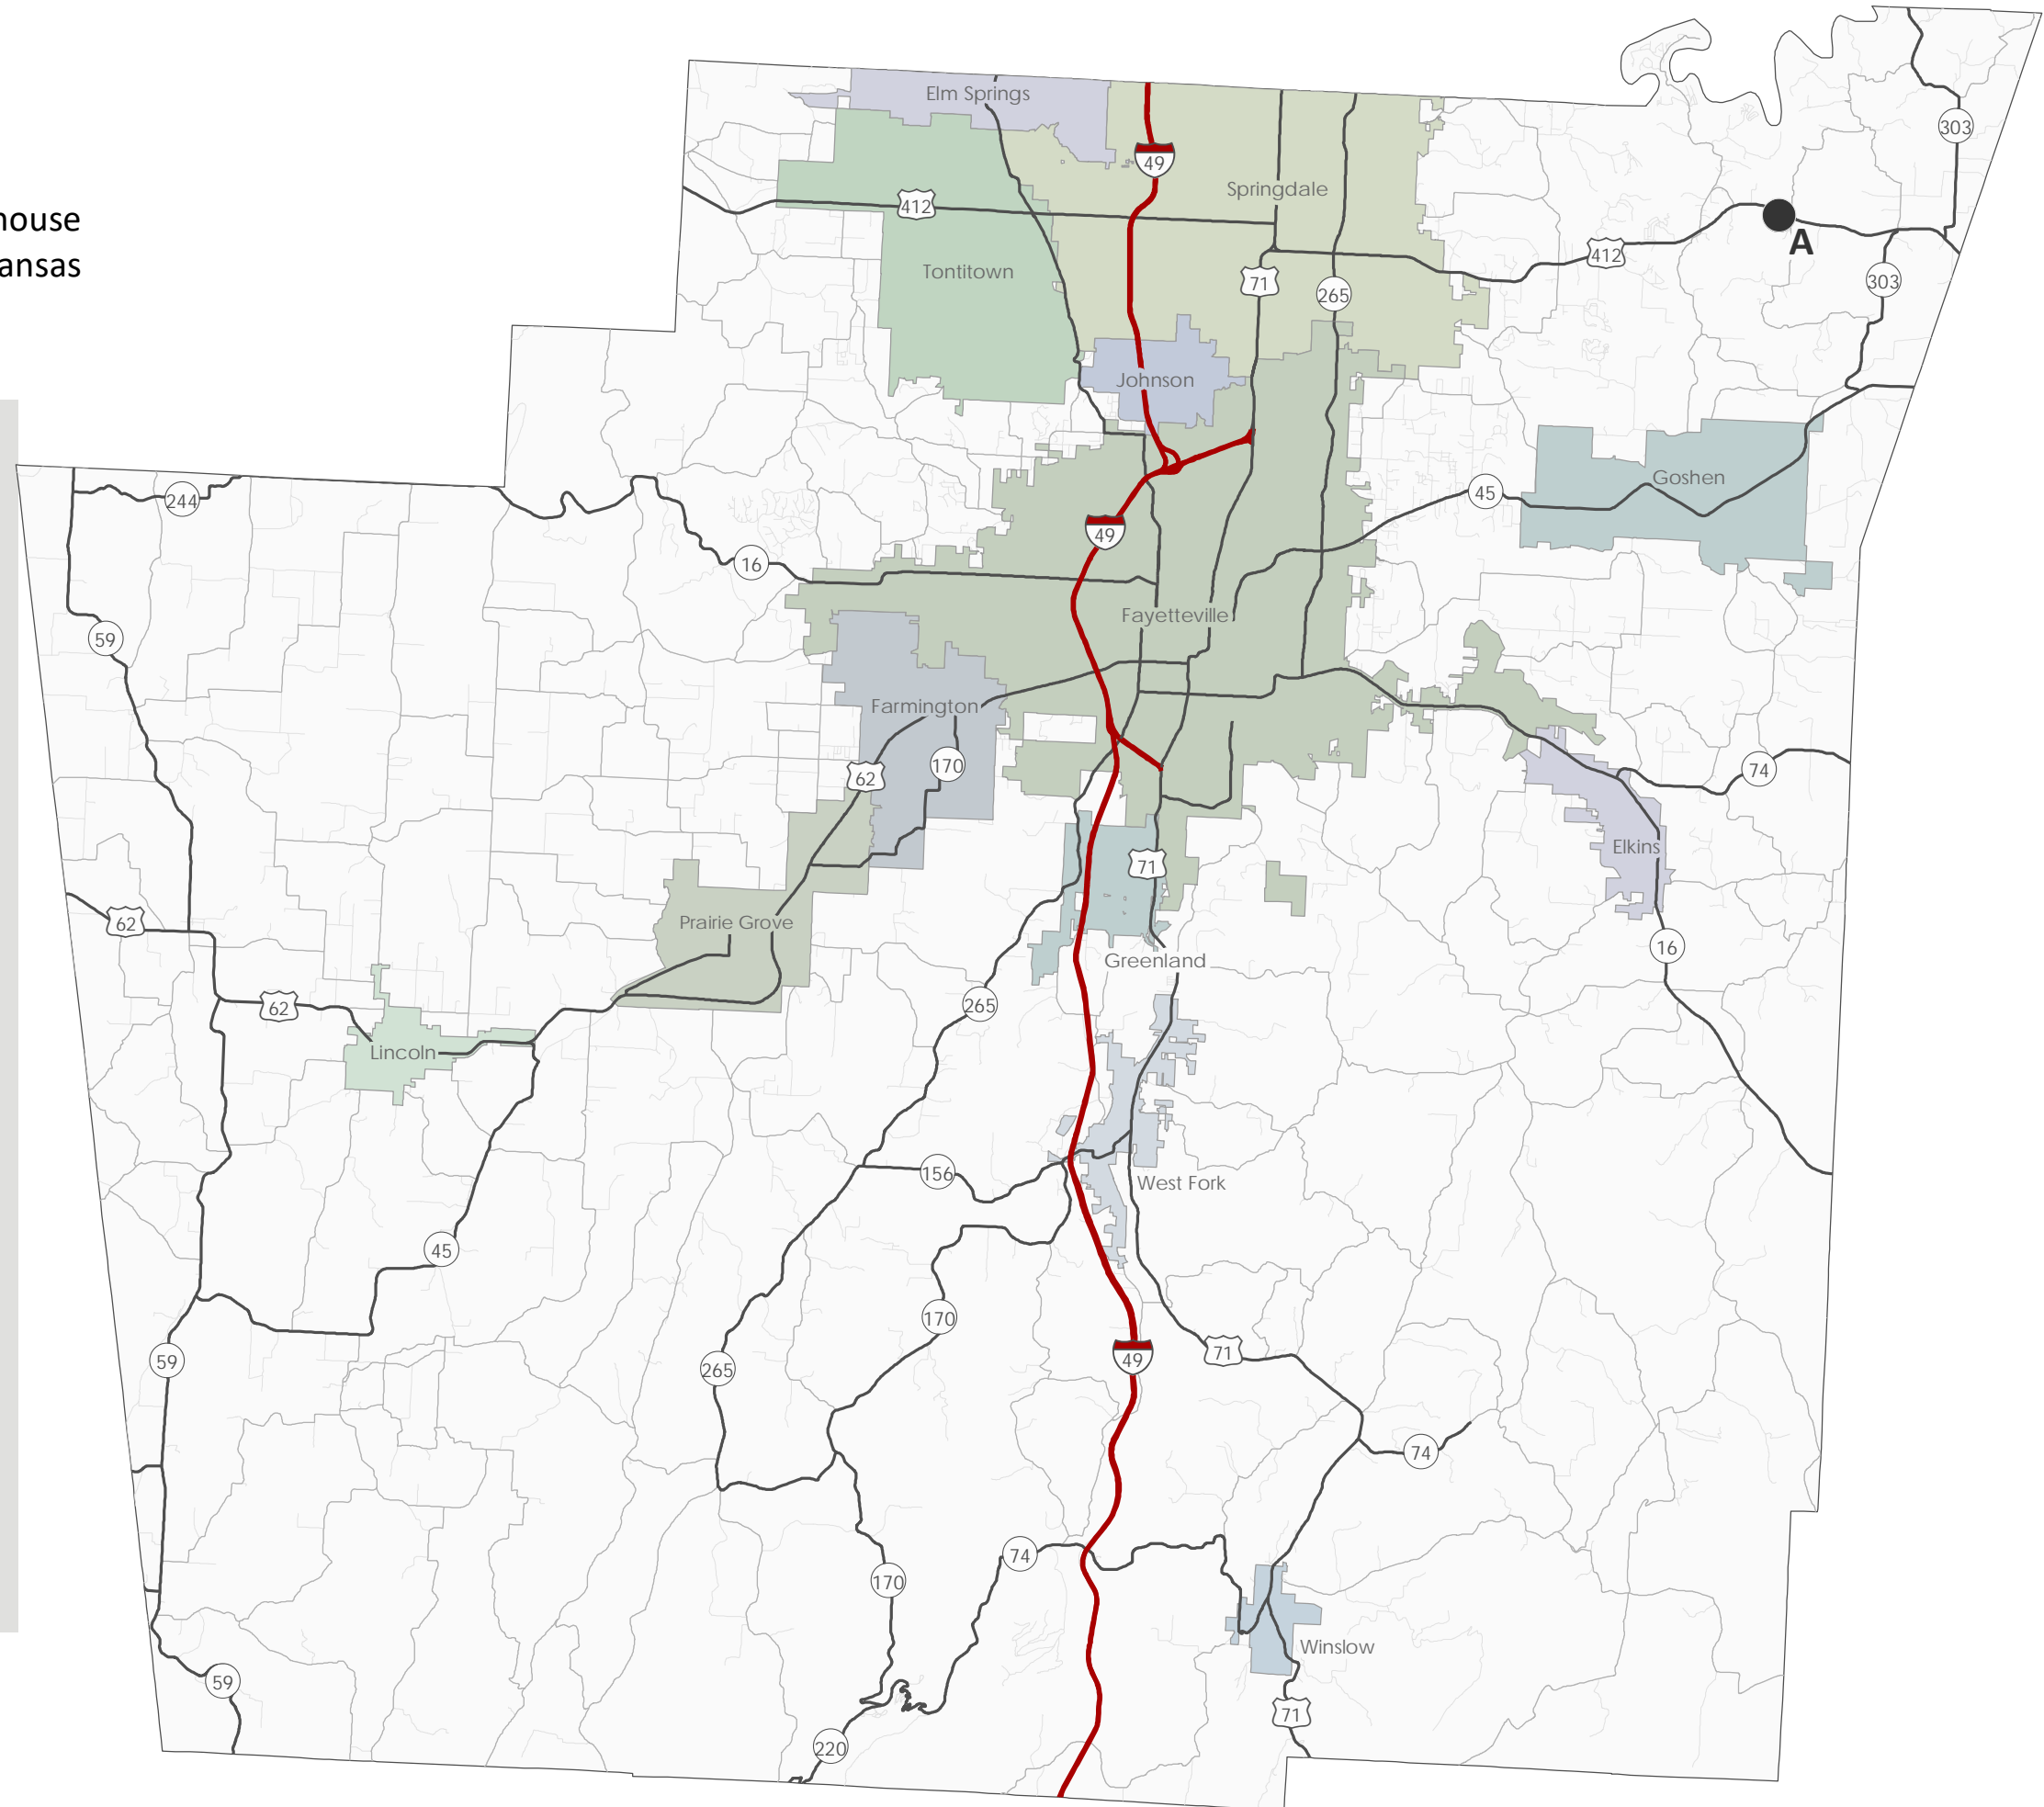 Elm Springs
303
49
Springdale
412
house
A
412
ansas
Tontitown
71
303
265
Johnson
Goshen
45
244
49
16
Fayetteville
59
Farmington
170
74
62
Elkins
71
62
Prairie Grove
16
Greenland
62
265
Lincoln
156
West Fork
45
170
49
71
59
265
74
74
170
Winslow
59
71
220